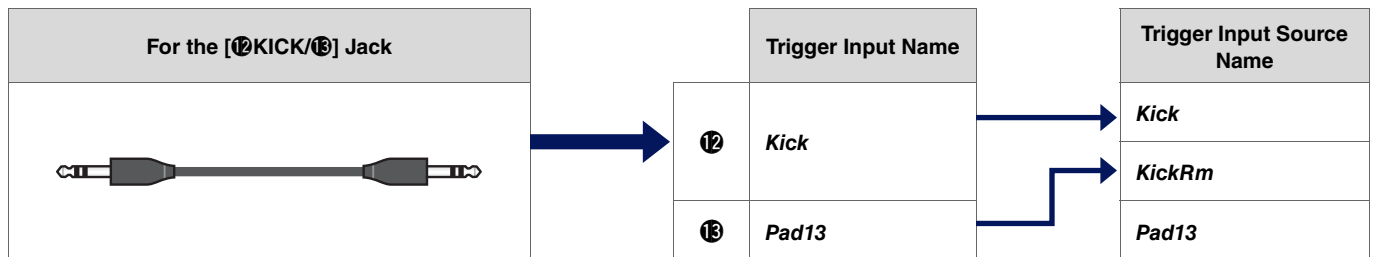 For the [⓬KICK/⓭] Jack
Trigger Input Name
Trigger Input Source
Name
⓬
Kick
Kick
KickRm
⓭
Pad13
Pad13